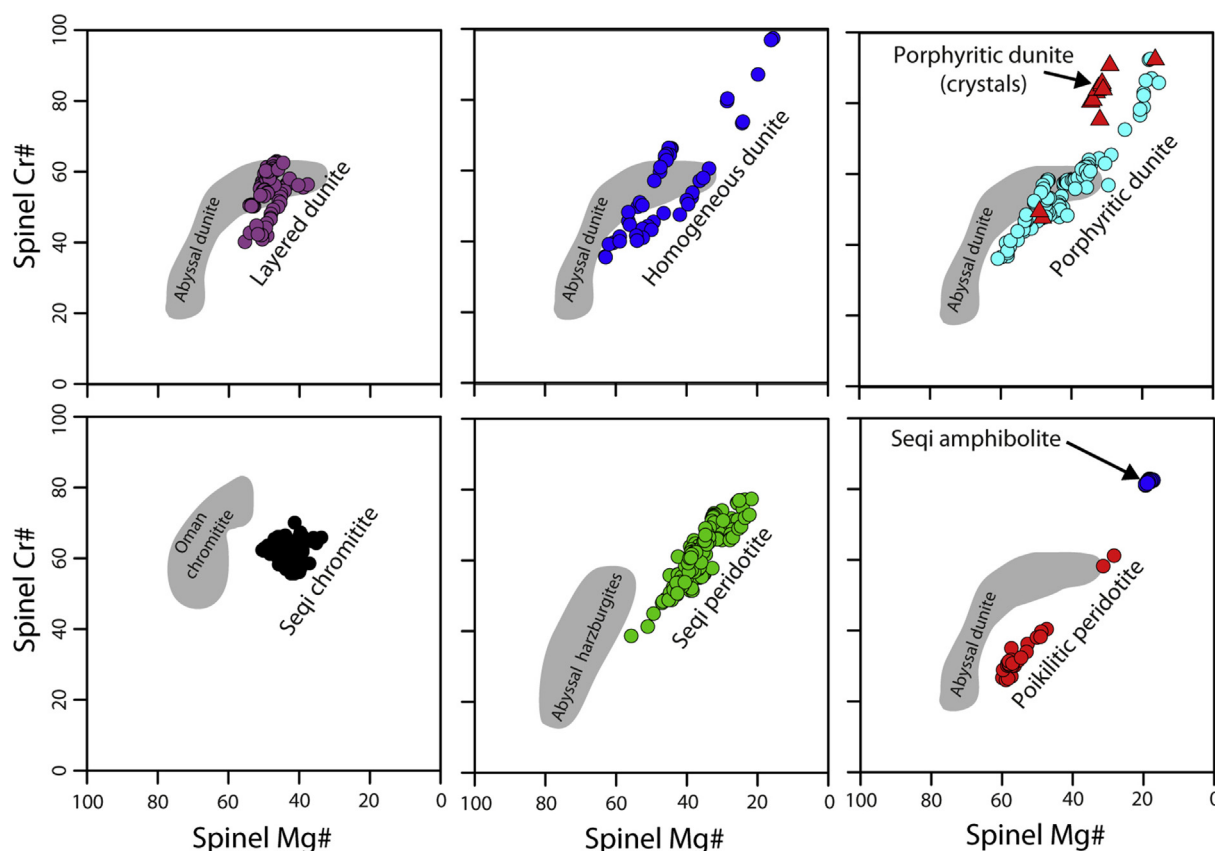 Spinel Cr#
100
80
60
40
20
0
Abyssal dunite
Layered dunite
Abyssal dunite
Homogeneous dunite
Porphyritic dunite
(crystals)
Abyssal dunite
Porphyritic dunite
Spinel Cr#
100
80
60
40
20
0
Oman
chromitite
Seqi chromitite
Abyssal harzburgites
Seqi peridotite
Seqi amphibolite
Abyssal dunite
Poikilitic peridotite
100 80 60 40 20 0
100 80 60 40 20 0
100 80 60 40 20 0
Spinel Mg#
Spinel Mg#
Spinel Mg#